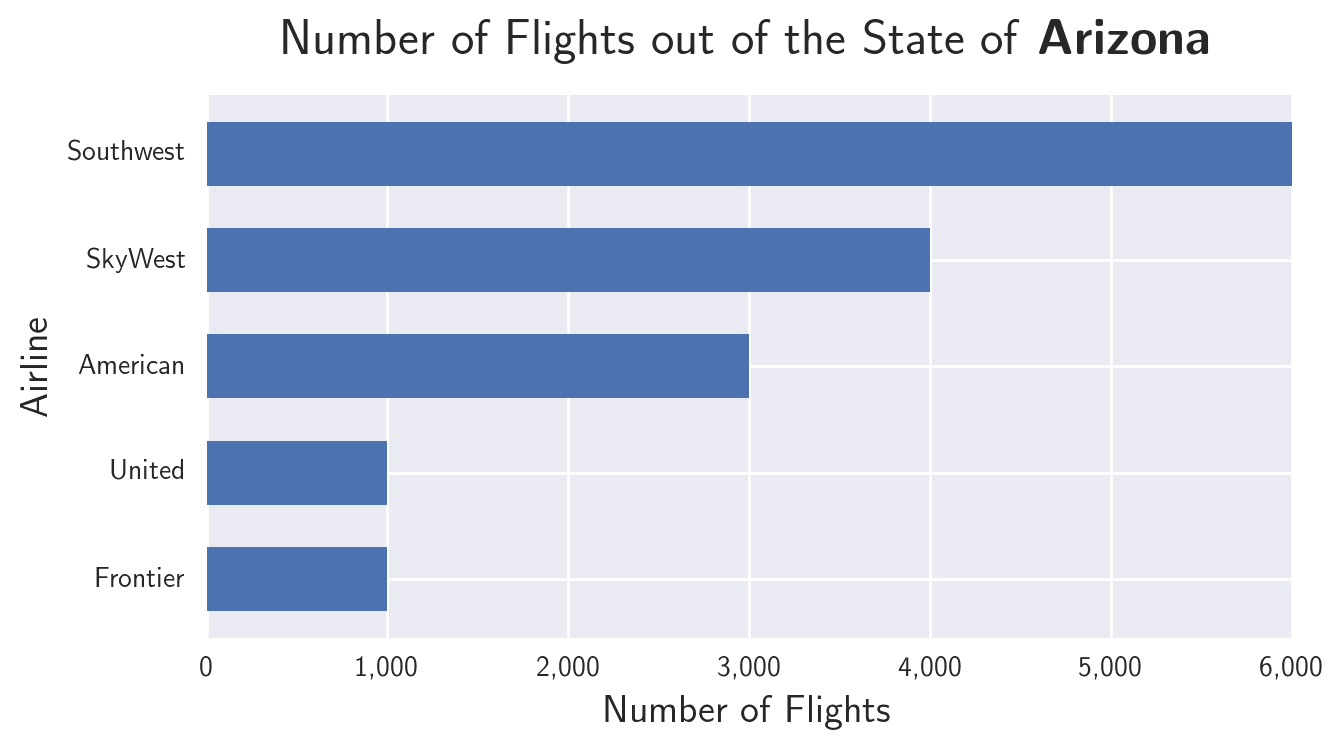 Number of Flights out of the State of Arizona
Southwest
SkyWest
American
United
Frontier
Airline
0 1,000 2,000 3,000 4,000 5,000 6,000
Number of Flights